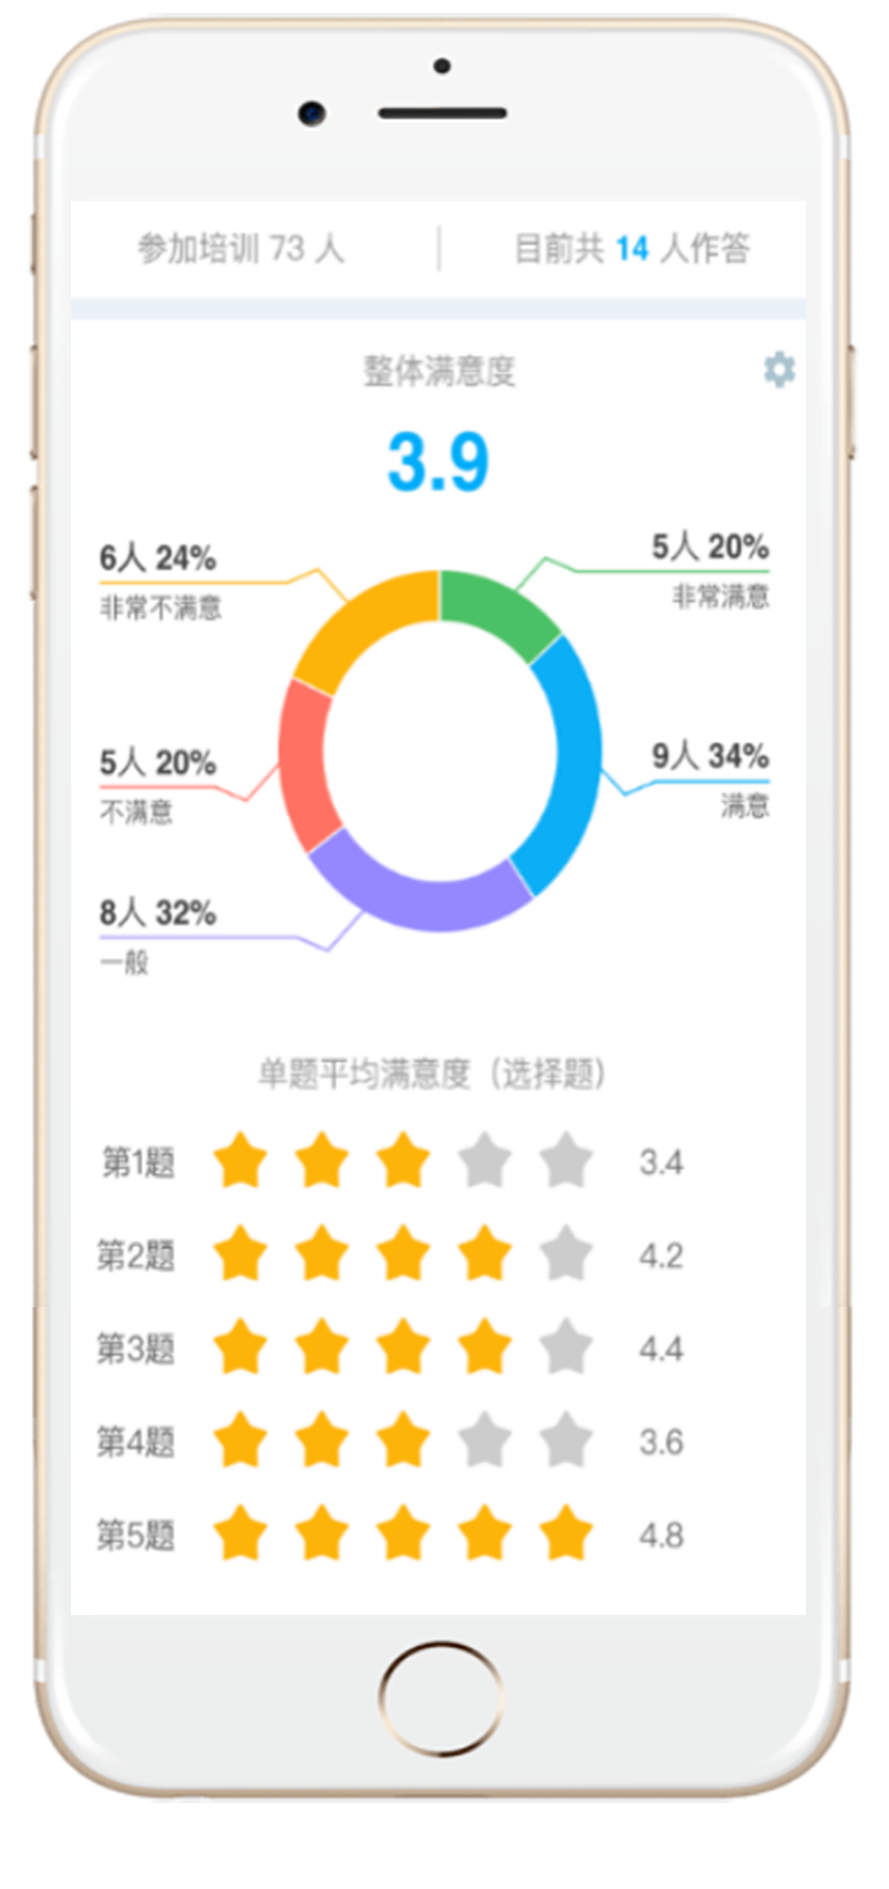 参加培训 73 人
目前共 14 人作答
整体满意度
3.9
6人 24%
非常不满意
5人 20%
非常满意
5人 20%
不满意
9人 34%
满意
8人 32%
一般
单题平均满意度（选择题）
第1题 3.4
第2题 4.2
第3题 4.4
第4题 3.6
第5题 4.8